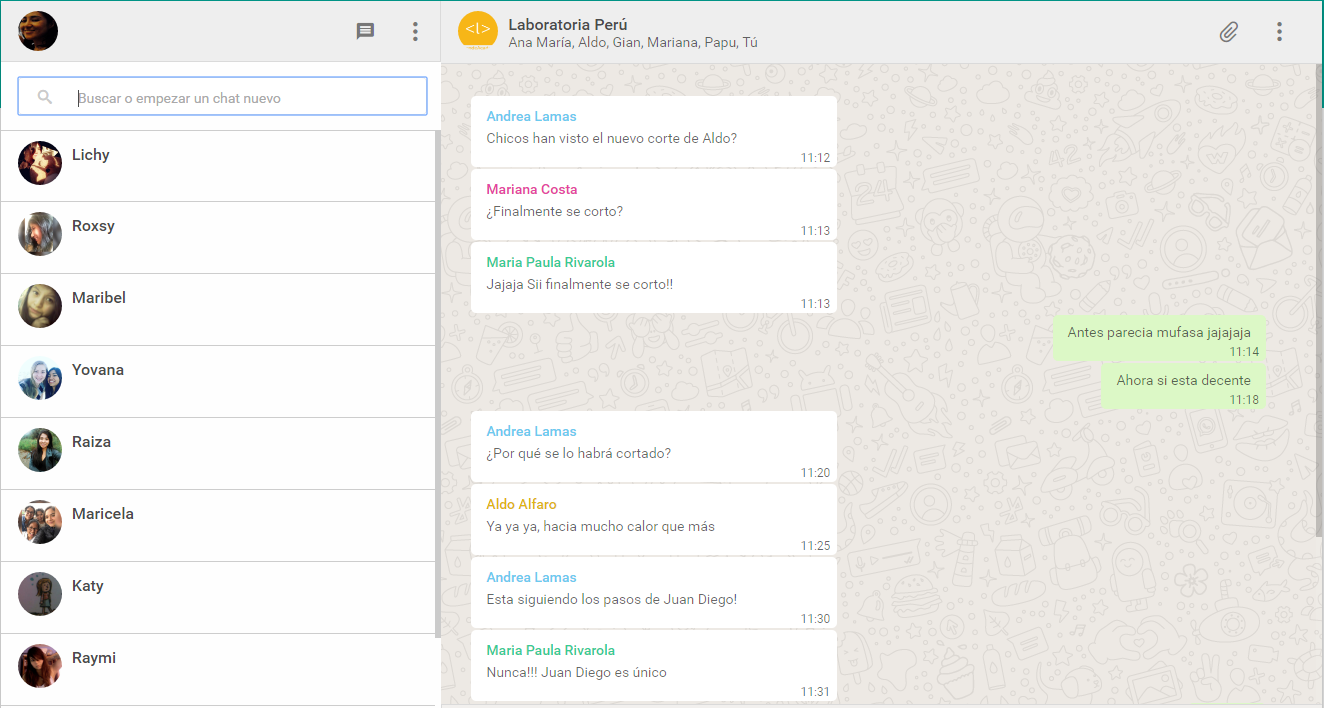 Buscar o empezar un chat nuevo
Lichy
Roxsy
Maribel
Yovana
Raiza
Maricela
Katy
Raymi
<l>
Laboratoria Perú
Ana María, Aldo, Gian, Mariana, Papu, Tú
Andrea Lamas
Chicos han visto el nuevo corte de Aldo?
11:12
Mariana Costa
¿Finalmente se corto?
11:13
Maria Paula Rivarola
Jajaja Sii finalmente se corto!!
11:13
Antes parecia mufasa jajajaja
11:14
Ahora si esta decente
11:18
Andrea Lamas
¿Por qué se lo habrá cortado?
11:20
Aldo Alfaro
Ya ya ya, hacia mucho calor que más
11:25
Andrea Lamas
Esta siguiendo los pasos de Juan Diego!
11:30
Maria Paula Rivarola
Nunca!!! Juan Diego es único
11:31